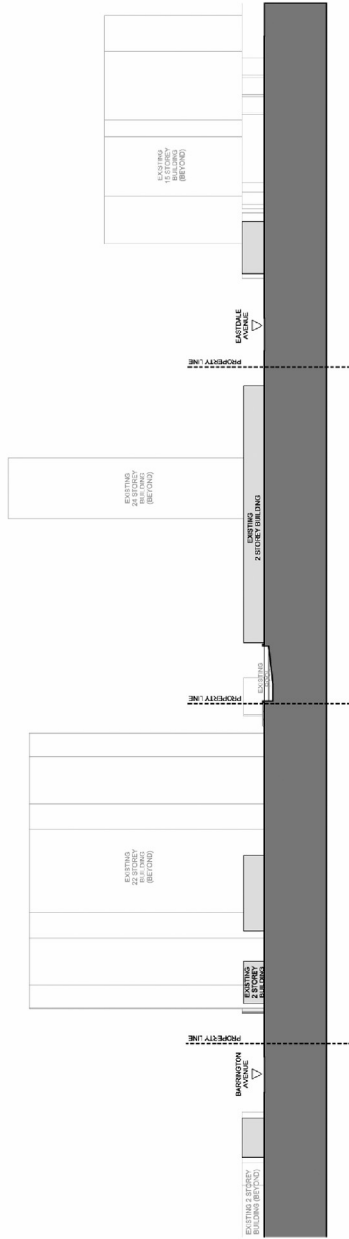 EXISTING 2 STOREY
BUILDING (BEYOND)
BARRINGTON
AVENUE
PROPERTY LINE
EXISTING
2 STOREY
BUILDING
EXISTING
22 STOREY
BUILDING
(BEYOND)
PROPERTY LINE
EXISTING
POOL
EXISTING
2 STOREY BUILDING
EXISTING
24 STOREY
BUILDING
(BEYOND)
PROPERTY LINE
EASTDALE
AVENUE
EXISTING
15 STOREY
BUILDING
(BEYOND)